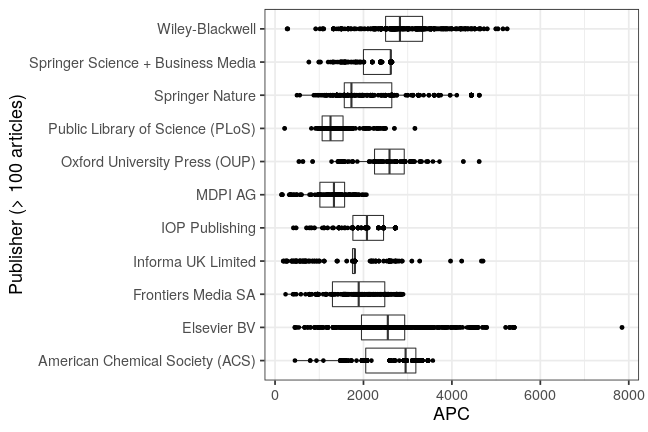 Publisher (> 100 articles)
Wiley-Blackwell
Springer Science + Business Media
Springer Nature
Public Library of Science (PLoS)
Oxford University Press (OUP)
MDPI AG
IOP Publishing
Informa UK Limited
Frontiers Media SA
Elsevier BV
American Chemical Society (ACS)
0 2000 4000 6000 8000
APC